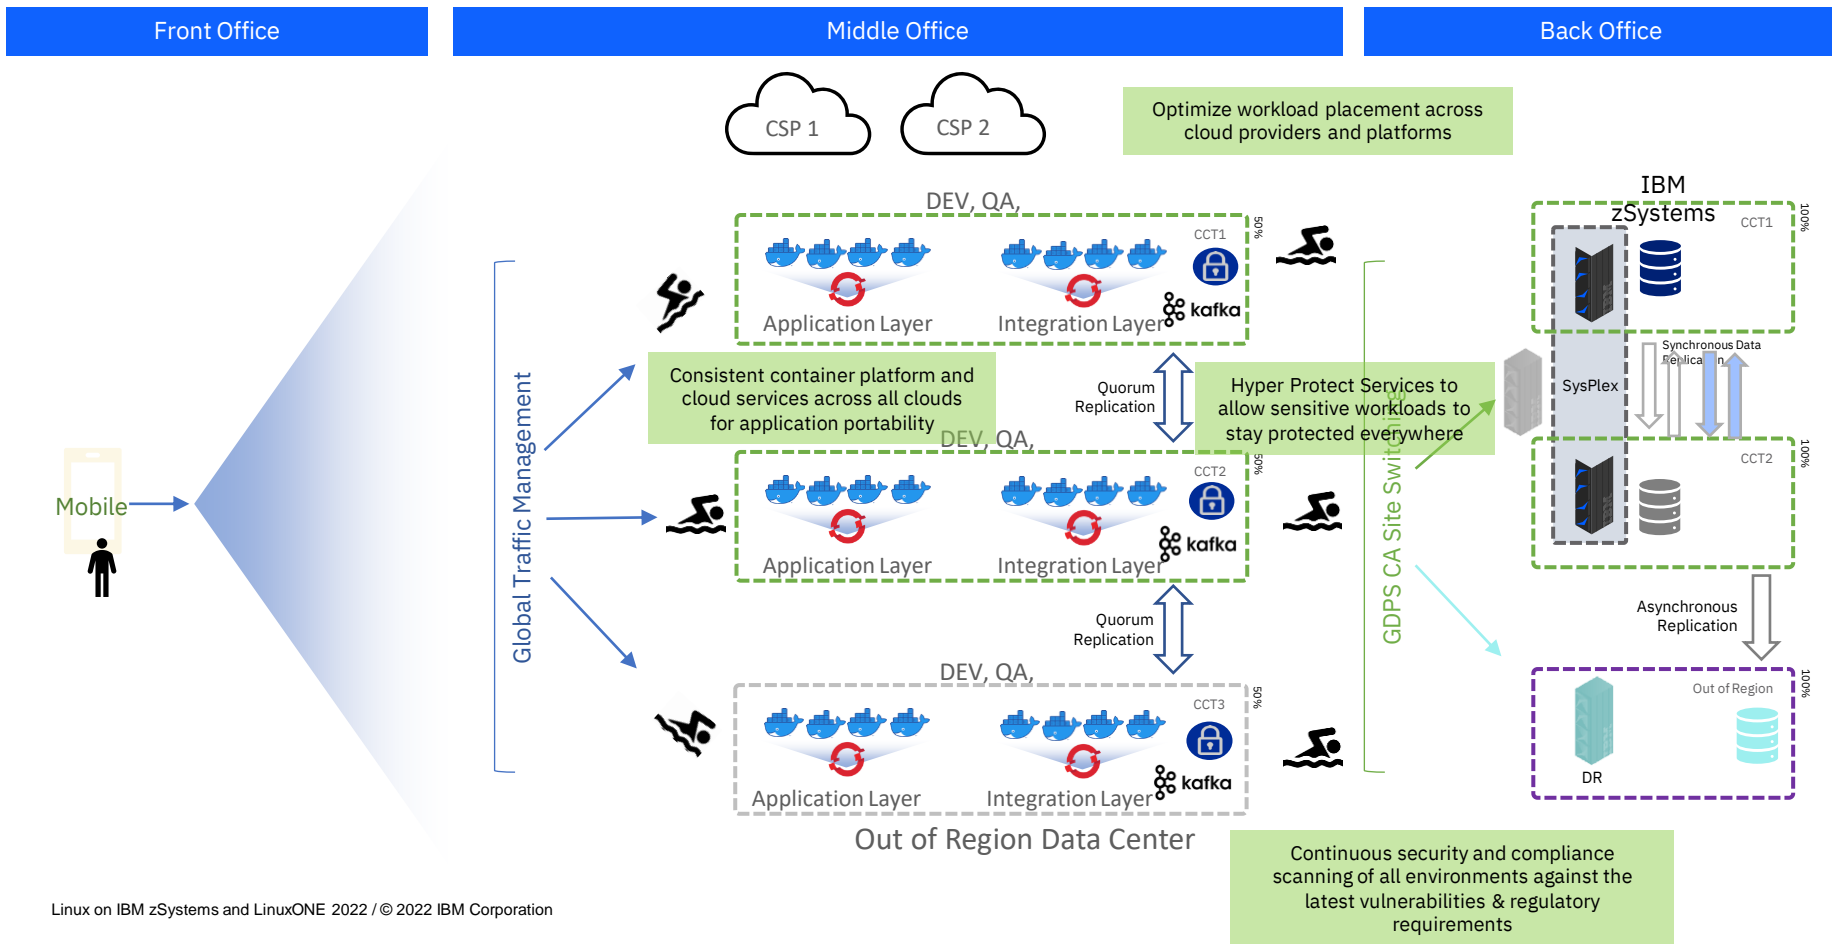 Front Office
Middle Office
Back Office
CSP 1
CSP 2
Optimize workload placement across
cloud providers and platforms
DEV, QA,
CCT1
50%
kafka
Application Layer
Integration Layer
IBM
zSystems
CCT1
100%
Synchronous Data
Replication
SysPlex
Consistent container platform and
cloud services across all clouds
for application portability
Quorum
Replication
Hyper Protect Services to
allow sensitive workloads to
stay protected everywhere
Global Traffic Management
GDPS CA Site Switching
Mobile
DEV, QA,
CCT2
50%
kafka
Application Layer
Integration Layer
CCT2
100%
Quorum
Replication
Asynchronous
Replication
DEV, QA,
CCT3
50%
kafka
Application Layer
Integration Layer
Out of Region
100%
DR
Out of Region Data Center
Continuous security and compliance
scanning of all environments against the
latest vulnerabilities & regulatory
requirements
Linux on IBM zSystems and LinuxONE 2022 / © 2022 IBM Corporation